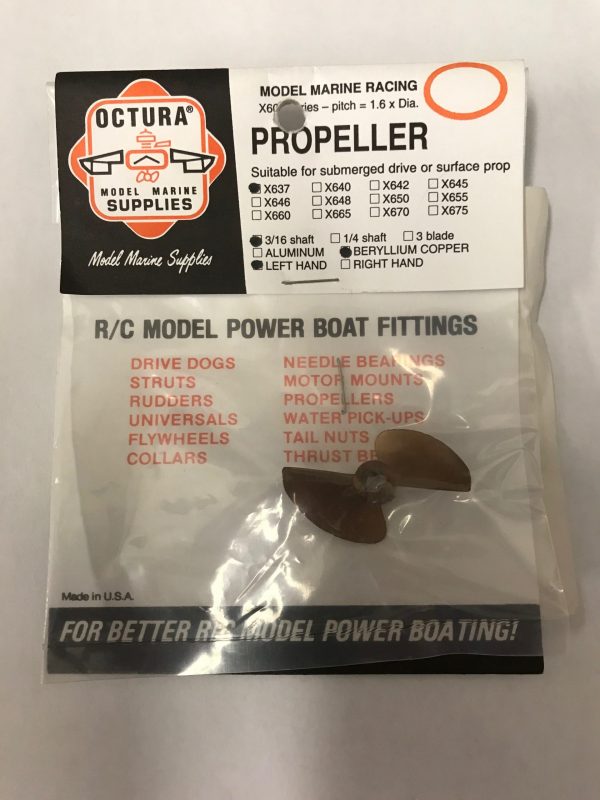 OCTURA®
MODEL MARINE
SUPPLIES
Model Marine Supplies
MODEL MARINE RACING
pitch = 1.6 x Dia.
PROPELLER
Suitable for submerged drive or surface prop
X637 X640 X642 X645
X646 X648 X650 X655
X660 X665 X670 X675
3/16 shaft 1/4 shaft 3 blade
ALUMINUM BERYLLIUM COPPER
LEFT HAND RIGHT HAND
R/C MODEL POWER BOAT FITTINGS
DRIVE DOGS
STRUTS
RUDDERS
UNIVERSALS
FLYWHEELS
COLLARS
NEEDLE BEARINGS
MOTOR MOUNTS
PROPELLERS
WATER PICK-UPS
TAIL NUTS
THRUST
Made in U.S.A.
FOR BETTER R/C MODEL POWER BOATING!